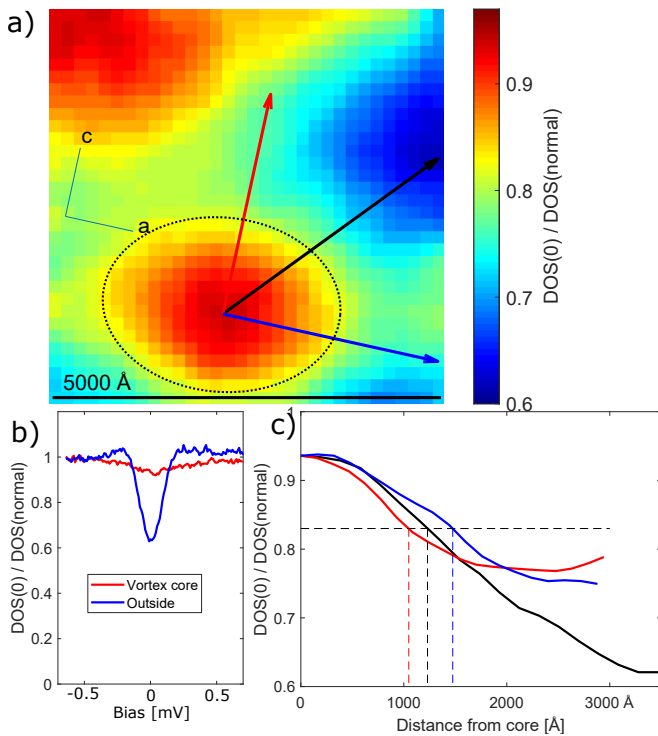 a)
c
a
5000 Å
0.9
0.8
0.7
0.6
DOS(0) / DOS(normal)
b)
1
0.8
0.6
0.4
0.2
0
-0.5
0
0.5
Bias [mV]
DOS(0) / DOS(normal)
Vortex core
Outside
c)
1
0.9
0.8
0.7
0.6
0
1000
2000
3000 Å
Distance from core [Å]
DOS(0) / DOS(normal)